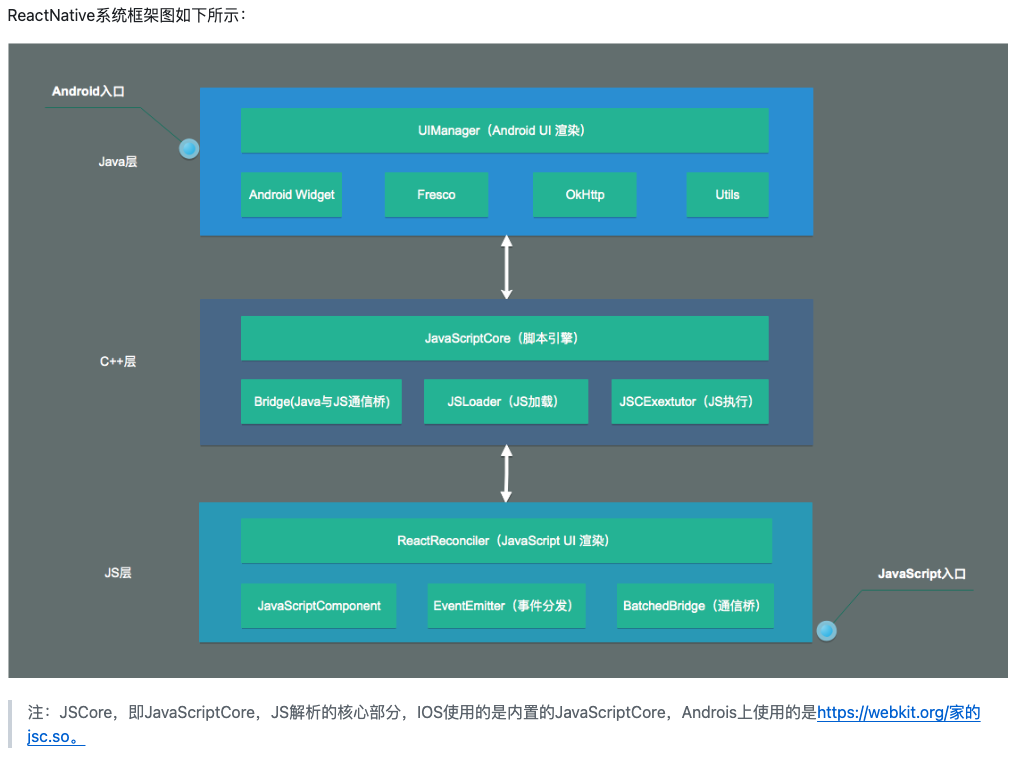 ReactNative系统框架图如下所示：
Android入口
UIManager（Android UI 渲染）
Java层
Android Widget
Fresco
OkHttp
Utils
JavaScriptCore（脚本引擎）
C++层
Bridge(Java与JS通信桥)
JSLoader（JS加载）
JSCExextutor（JS执行）
ReactReconciler（JavaScript UI 渲染）
JS层
JavaScript入口
JavaScriptComponent
EventEmitter（事件分发）
BatchedBridge（通信桥）
注：JSCore，即JavaScriptCore，JS解析的核心部分，IOS使用的是内置的JavaScriptCore，Androis上使用的是https://webkit.org/家的
jsc.so。